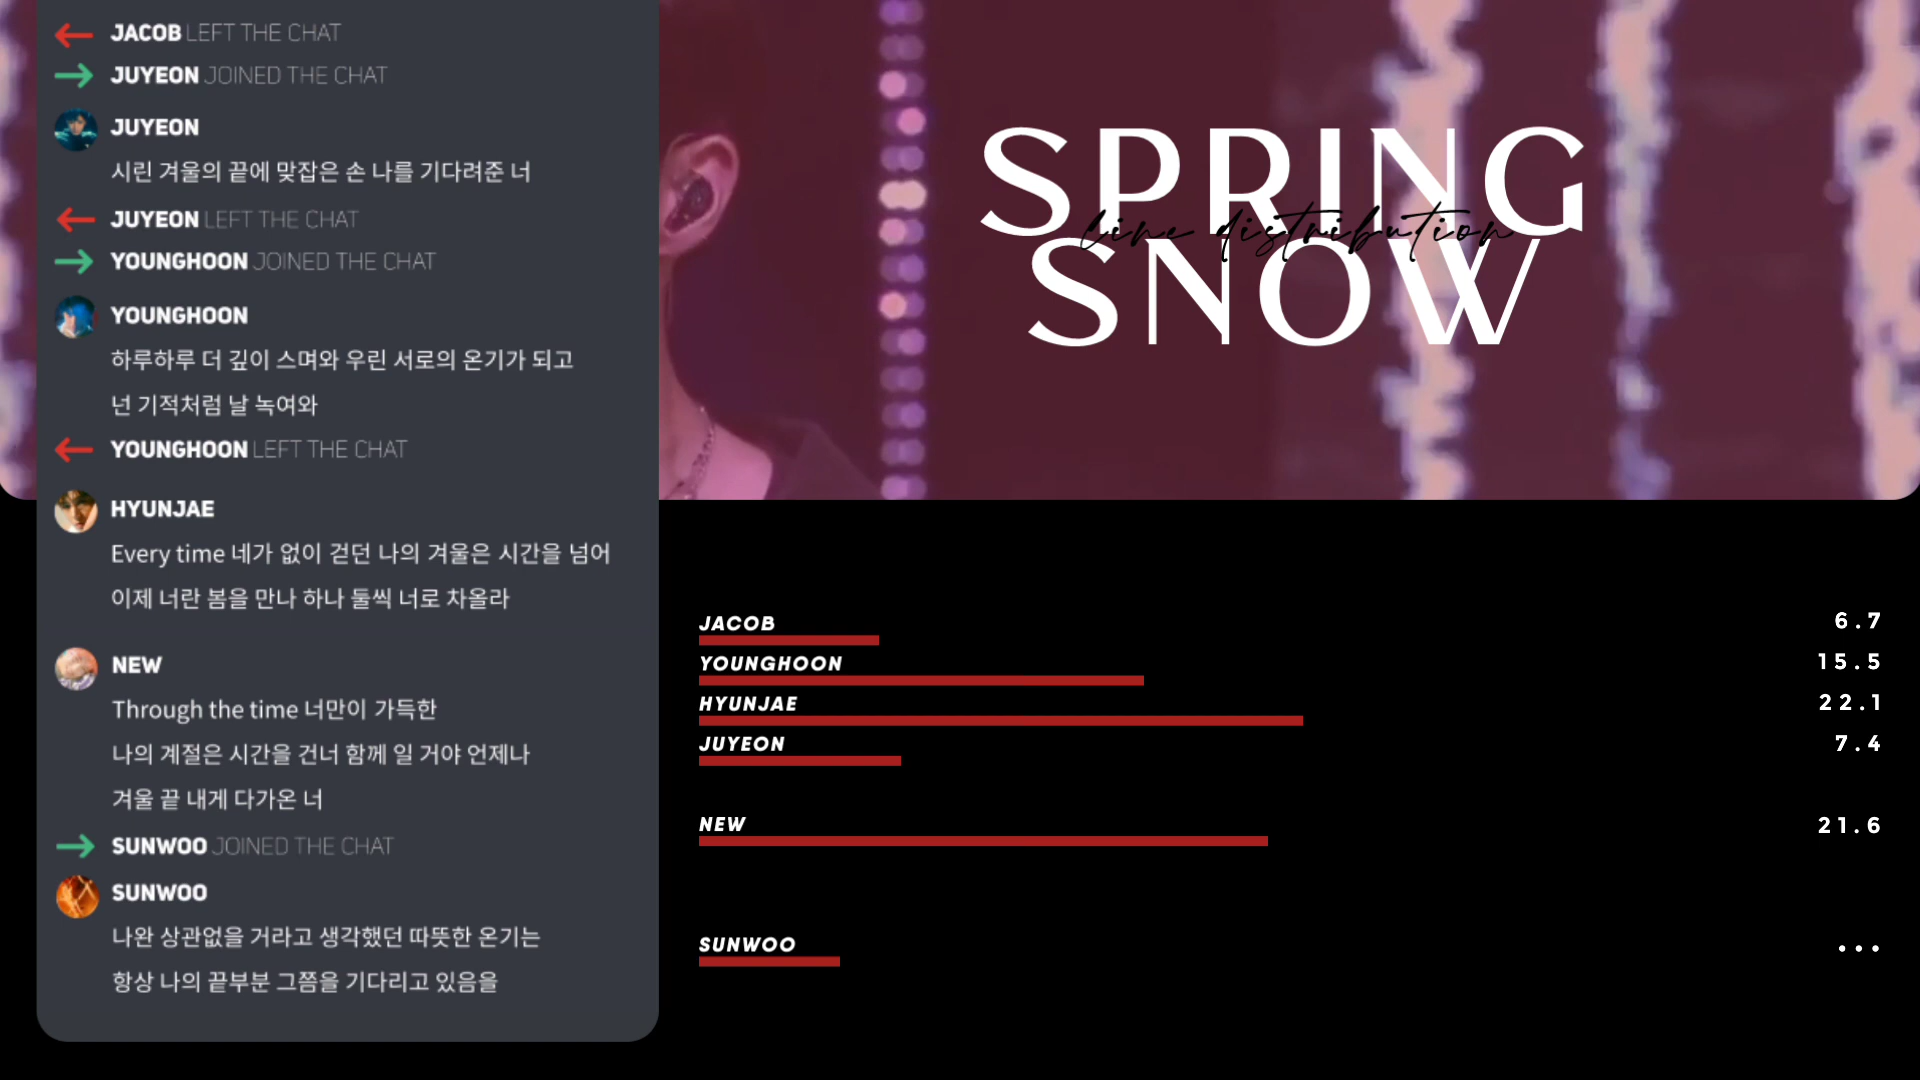 JACOB LEFT THE CHAT
JUYEON JOINED THE CHAT
JUYEON
시린 겨울의 끝에 맞잡은 손 나를 기다려준 너
JUYEON LEFT THE CHAT
YOUNGHOON JOINED THE CHAT
YOUNGHOON
하루하루 더 깊이 스며와 우린 서로의 온기가 되고
넌 기적처럼 날 녹여와
YOUNGHOON LEFT THE CHAT
HYUNJAE
Every time 네가 없이 걷던 나의 겨울은 시간을 넘어
이제 너란 봄을 만나 하나 둘씩 너로 차올라
NEW
Through the time 너만이 가득한
나의 계절은 시간을 건너 함께 일 거야 언제나
겨울 끝 내게 다가온 너
SUNWOO JOINED THE CHAT
SUNWOO
나완 상관없을 거라고 생각했던 따뜻한 온기는
항상 나의 끝부분 그쯤을 기다리고 있음을
SPRING
line distribution
SNOW
JACOB 6.7
YOUNGHOON 15.5
HYUNJAE 22.1
JUYEON 7.4
NEW 21.6
SUNWOO ...